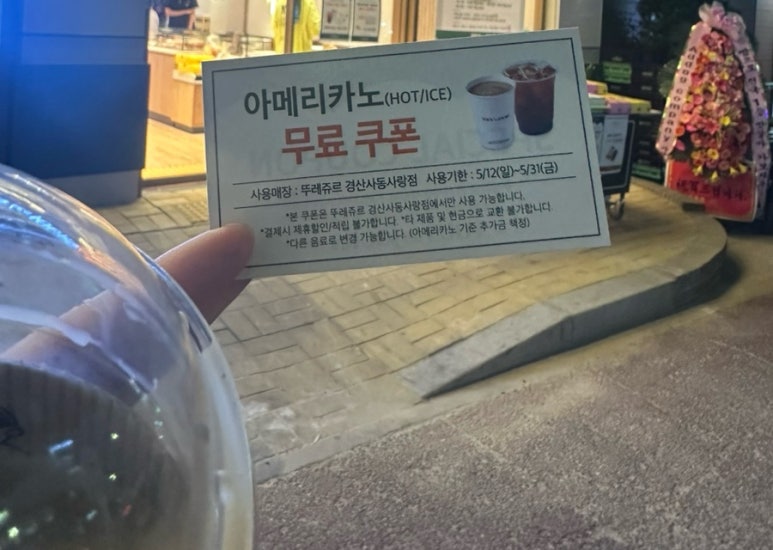 아메리카노(HOT/ICE)
무료 쿠폰
사용매장 : 뚜레쥬르 경산사동사랑점 사용기한 : 5/12(일)~5/31(금)
*본 쿠폰은 뚜레쥬르 경산사동사랑점에서만 사용 가능합니다.
*결제시 제휴할인/적립 불가합니다. *타 제품 및 현금으로 교환 불가합니다.
*다른 음료로 변경 가능합니다. (아메리카노 기준 추가금 책정)